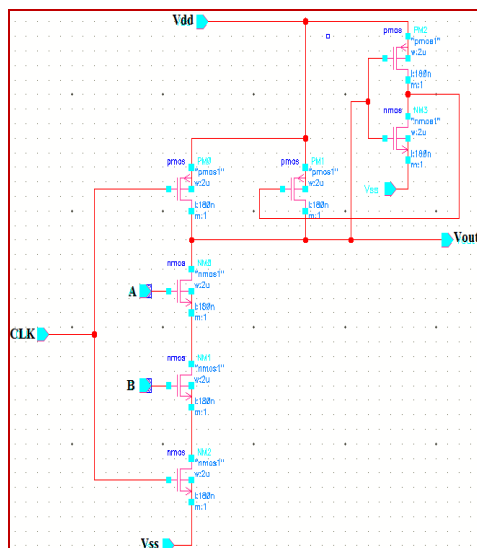 Vdd
pmos PM2
"pmos1"
w:2u
l:180n
m:1
nmos NM3
"nmos1"
w:2u
l:180n
m:1
pmos PM0
"pmos1"
w:2u
l:180n
m:1
pmos PM1
"pmos1"
w:2u
l:180n
m:1
Vout
nmos NM0
"nmos1"
w:2u
l:180n
m:1
A
CLK
nmos NM1
"nmos1"
w:2u
l:180n
m:1
B
nmos NM2
"nmos1"
w:2u
l:180n
m:1
Vss